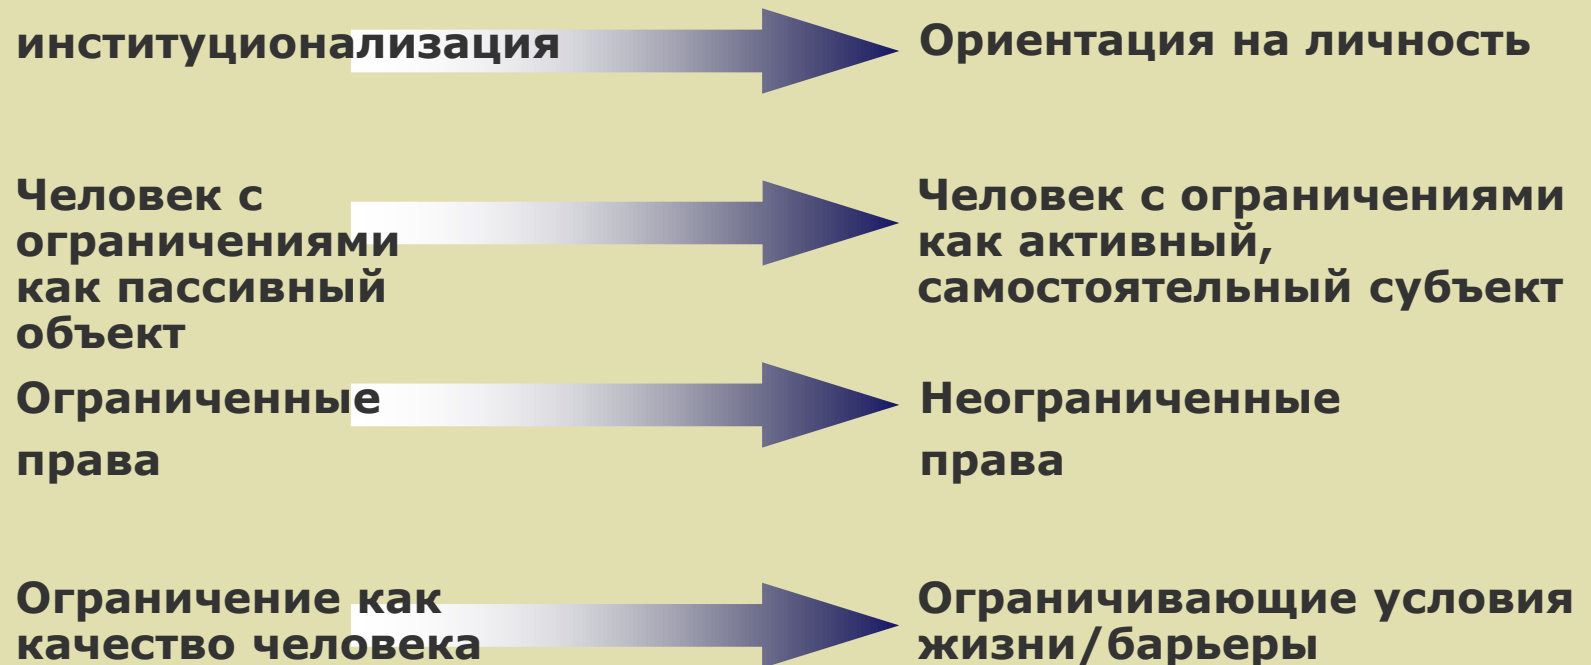 институционализация
Ориентация на личность
Человек с
ограничениями
как пассивный
объект
Человек с ограничениями
как активный,
самостоятельный субъект
Ограниченные
права
Неограниченные
права
Ограничение как
качество человека
Ограничивающие условия
жизни/барьеры